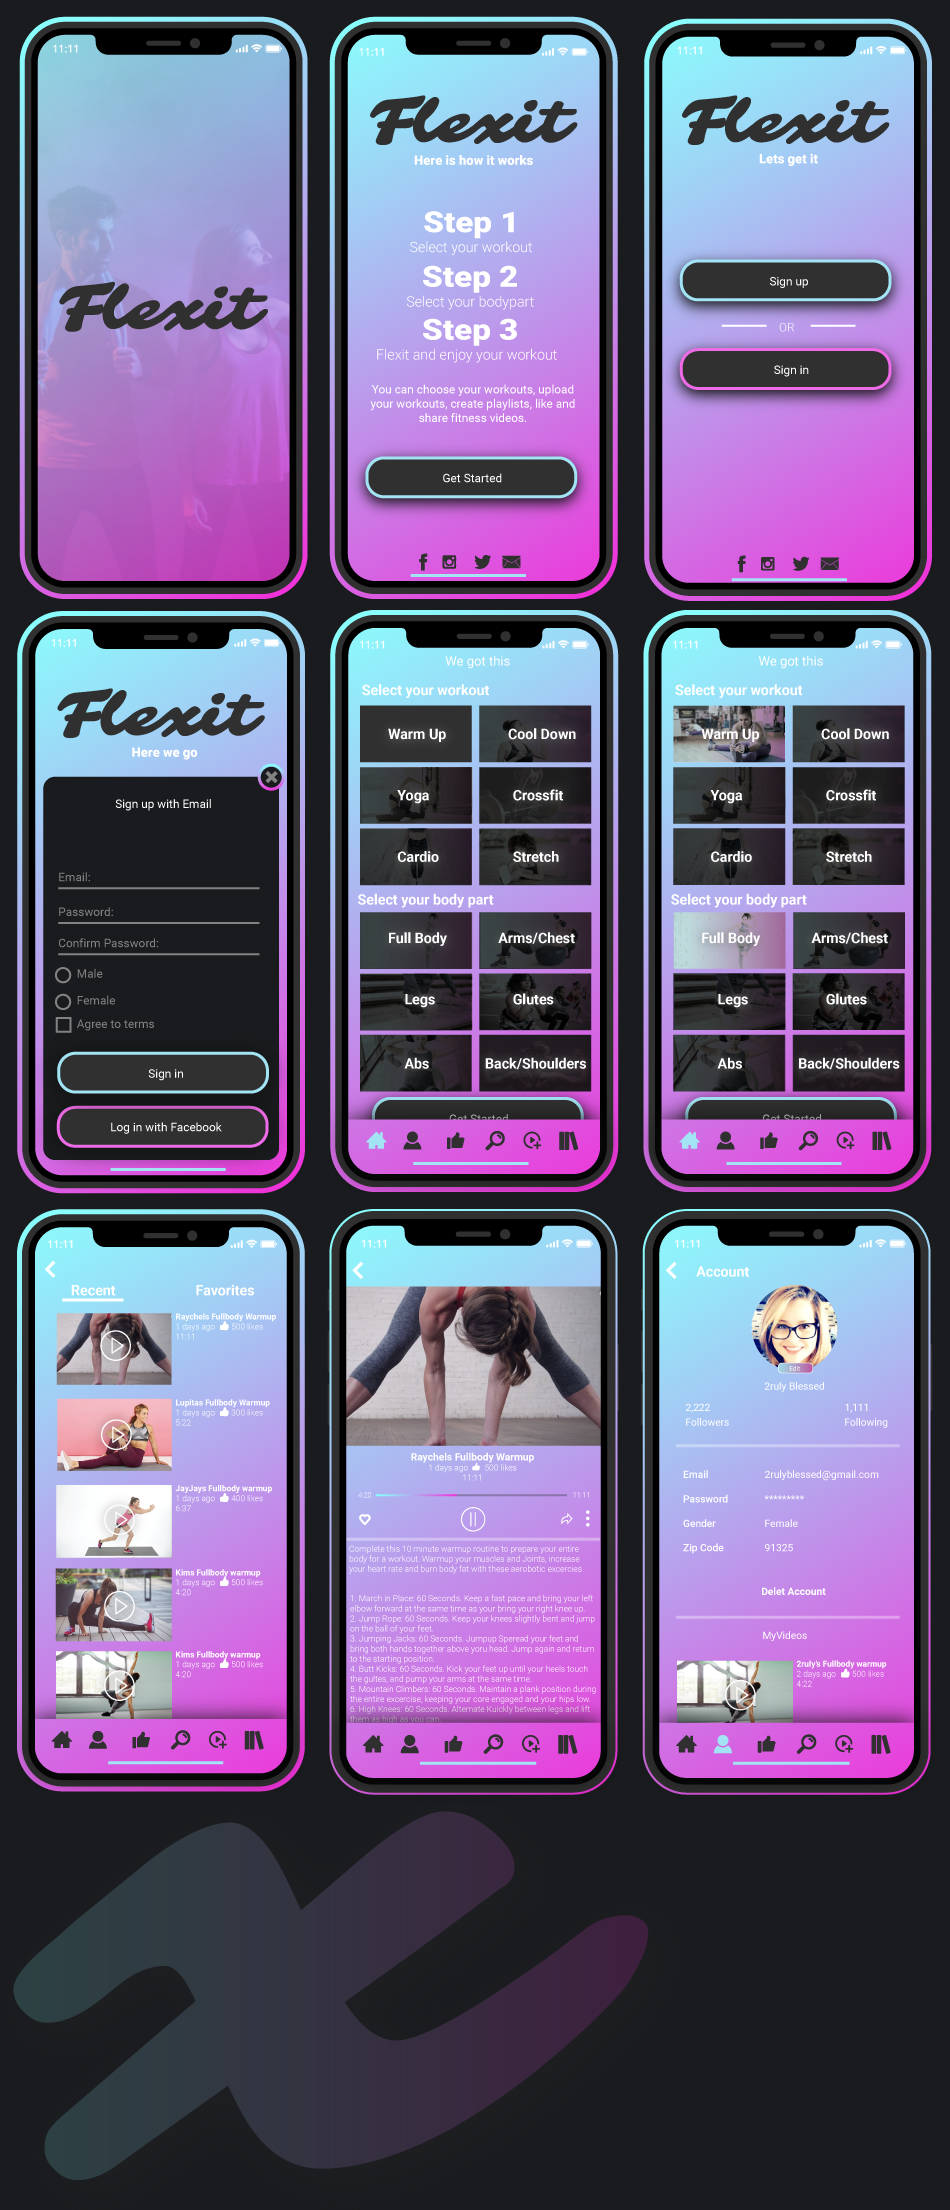 11:11
Flexit
11:11
Flexit
Here is how it works
Step 1
Select your workout
Step 2
Select your bodypart
Step 3
Flexit and enjoy your workout
You can choose your workouts, upload
your workouts, create playlists, like and
share fitness videos.
Get Started
11:11
Flexit
Lets get it
Sign up
OR
Sign in
11:11
Flexit
Here we go
Sign up with Email
Email:
Password:
Confirm Password:
Male
Female
Agree to terms
Sign in
Log in with Facebook
11:11
We got this
Select your workout
Warm Up Cool Down
Yoga Crossfit
Cardio Stretch
Select your body part
Full Body Arms/Chest
Legs Glutes
Abs Back/Shoulders
Get Started
11:11
We got this
Select your workout
Warm Up Cool Down
Yoga Crossfit
Cardio Stretch
Select your body part
Full Body Arms/Chest
Legs Glutes
Abs Back/Shoulders
Get Started
11:11
Recent Favorites
Raychels Fullbody Warmup
1 days ago 500 likes
11:11
Lupitas Fullbody Warmup
1 days ago 300 likes
5:22
JayJays Fullbody warmup
1 days ago 400 likes
6:37
Kims Fullbody warmup
1 days ago 500 likes
4:20
Kims Fullbody warmup
1 days ago 500 likes
4:20
11:11
Raychels Fullbody Warmup
1 days ago 500 likes
11:11
4:20 11:11
Complete this 10 minute warmup routine to prepare your entire
body for a workout. Warmup your muscles and Joints, increase
your heart rate and burn body fat with these aerobotic excercies
1. March in Place: 60 Seconds. Keep a fast pace and bring your left
elbow forward at the same time as your bring your right knee up.
2. Jump Rope: 60 Seconds. Keep your knees slightly bent and jump
on the ball of your feet.
3. Jumping Jacks: 60 Seconds. Jumpup Speread your feet and
bring both hands together above yoru head. Jump again and return
to the starting position.
4. Butt Kicks: 60 Seconds. Kick your feet up until your heels touch
the gultes, and pump your arms at the same time.
5. Mountain Climbers: 60 Seconds. Maintain a plank position during
the entire excercise, keeping your core engaged and your hips low.
6. High Knees: 60 Seconds. Alternate Kuickly between legs and lift
them as high as you can.
11:11
Account
Edit
2ruly Blessed
2,222 1,111
Followers Following
Email 2rulyblessed@gmail.com
Password *********
Gender Female
Zip Code 91325
Delet Account
MyVideos
2ruly's Fullbody warmup
2 days ago 500 likes
4:22